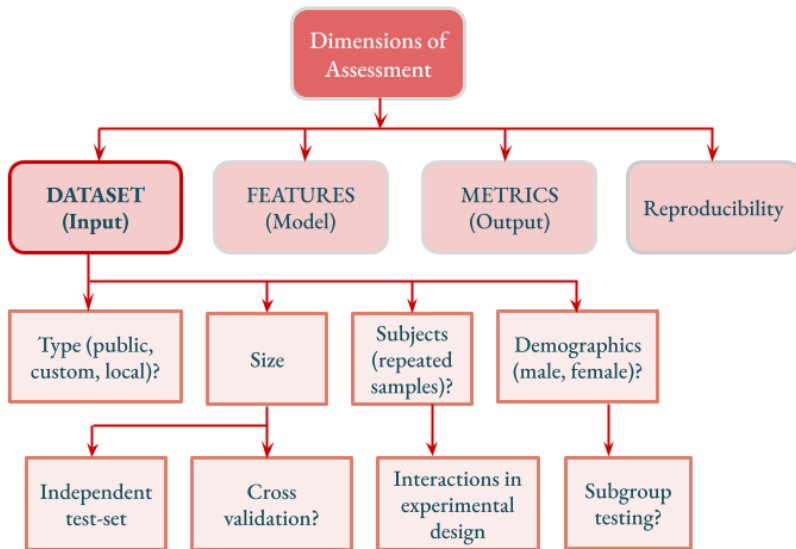 Dimensions of
Assessment
DATASET
(Input)
FEATURES
(Model)
METRICS
(Output)
Reproducibility
Type (public,
custom, local)?
Size
Subjects
(repeated
samples)?
Demographics
(male, female)?
Independent
test-set
Cross
validation?
Interactions in
experimental
design
Subgroup
testing?